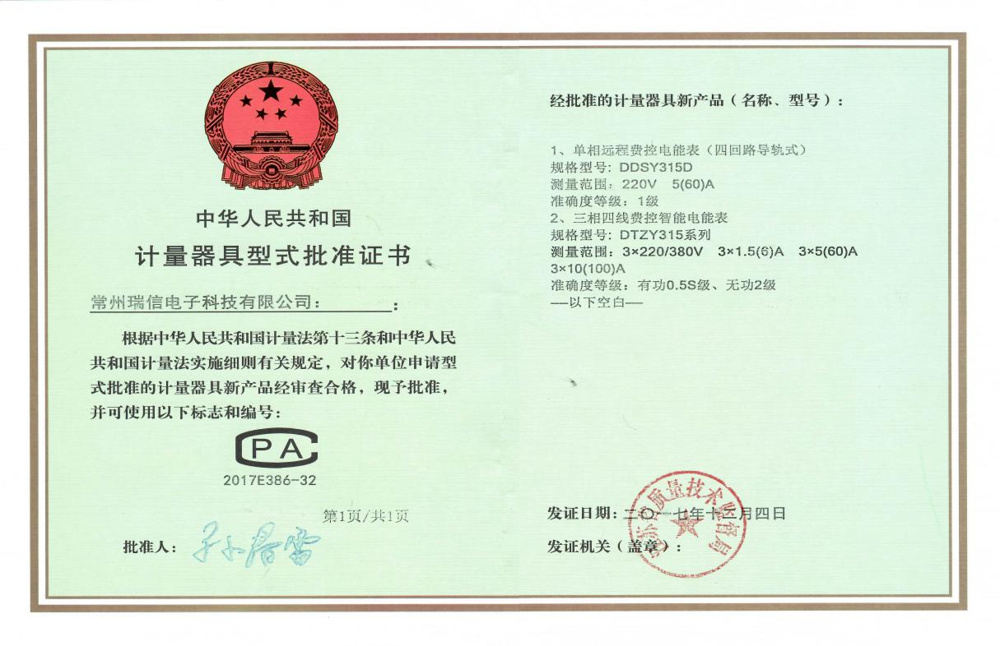 中华人民共和国
计量器具型式批准证书
常州瑞信电子科技有限公司: :
根据中华人民共和国计量法第十三条和中华人民
共和国计量法实施细则有关规定，对你单位申请型
式批准的计量器具新产品经审查合格，现予批准，
并可使用以下标志和编号：
CPA
2017E386-32
第1页/共1页
批准人：
经批准的计量器具新产品（名称、型号）：
1、单相远程费控电能表（四回路导轨式）
规格型号: DDSY315D
测量范围: 220V 5(60)A
准确度等级: 1级
2、三相四线费控智能电能表
规格型号: DTZY315系列
测量范围: 3×220/380V 3×1.5(6)A 3×5(60)A
3×10(100)A
准确度等级: 有功0.5S级、无功2级
——以下空白——
发证日期: 二〇一七年十二月四日
发证机关（盖章）:
江苏省质量技术监督局